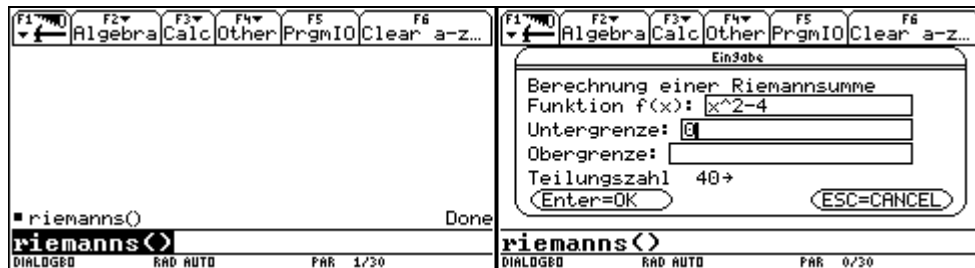 F1 F2 F3 F4 F5 F6
Algebra Calc Other PrgmIO Clear a-z…
riemanns() Done
riemanns()
DIALOGBO RAD AUTO PAR 1/30
F1 F2 F3 F4 F5 F6
Algebra Calc Other PrgmIO Clear a-z…
Eingabe
Berechnung einer Riemannsumme
Funktion f(x): x^2-4
Untergrenze: 0
Obergrenze:
Teilungszahl 40→
Enter=OK ESC=CANCEL
riemanns()
DIALOGBO RAD AUTO PAR 0/30